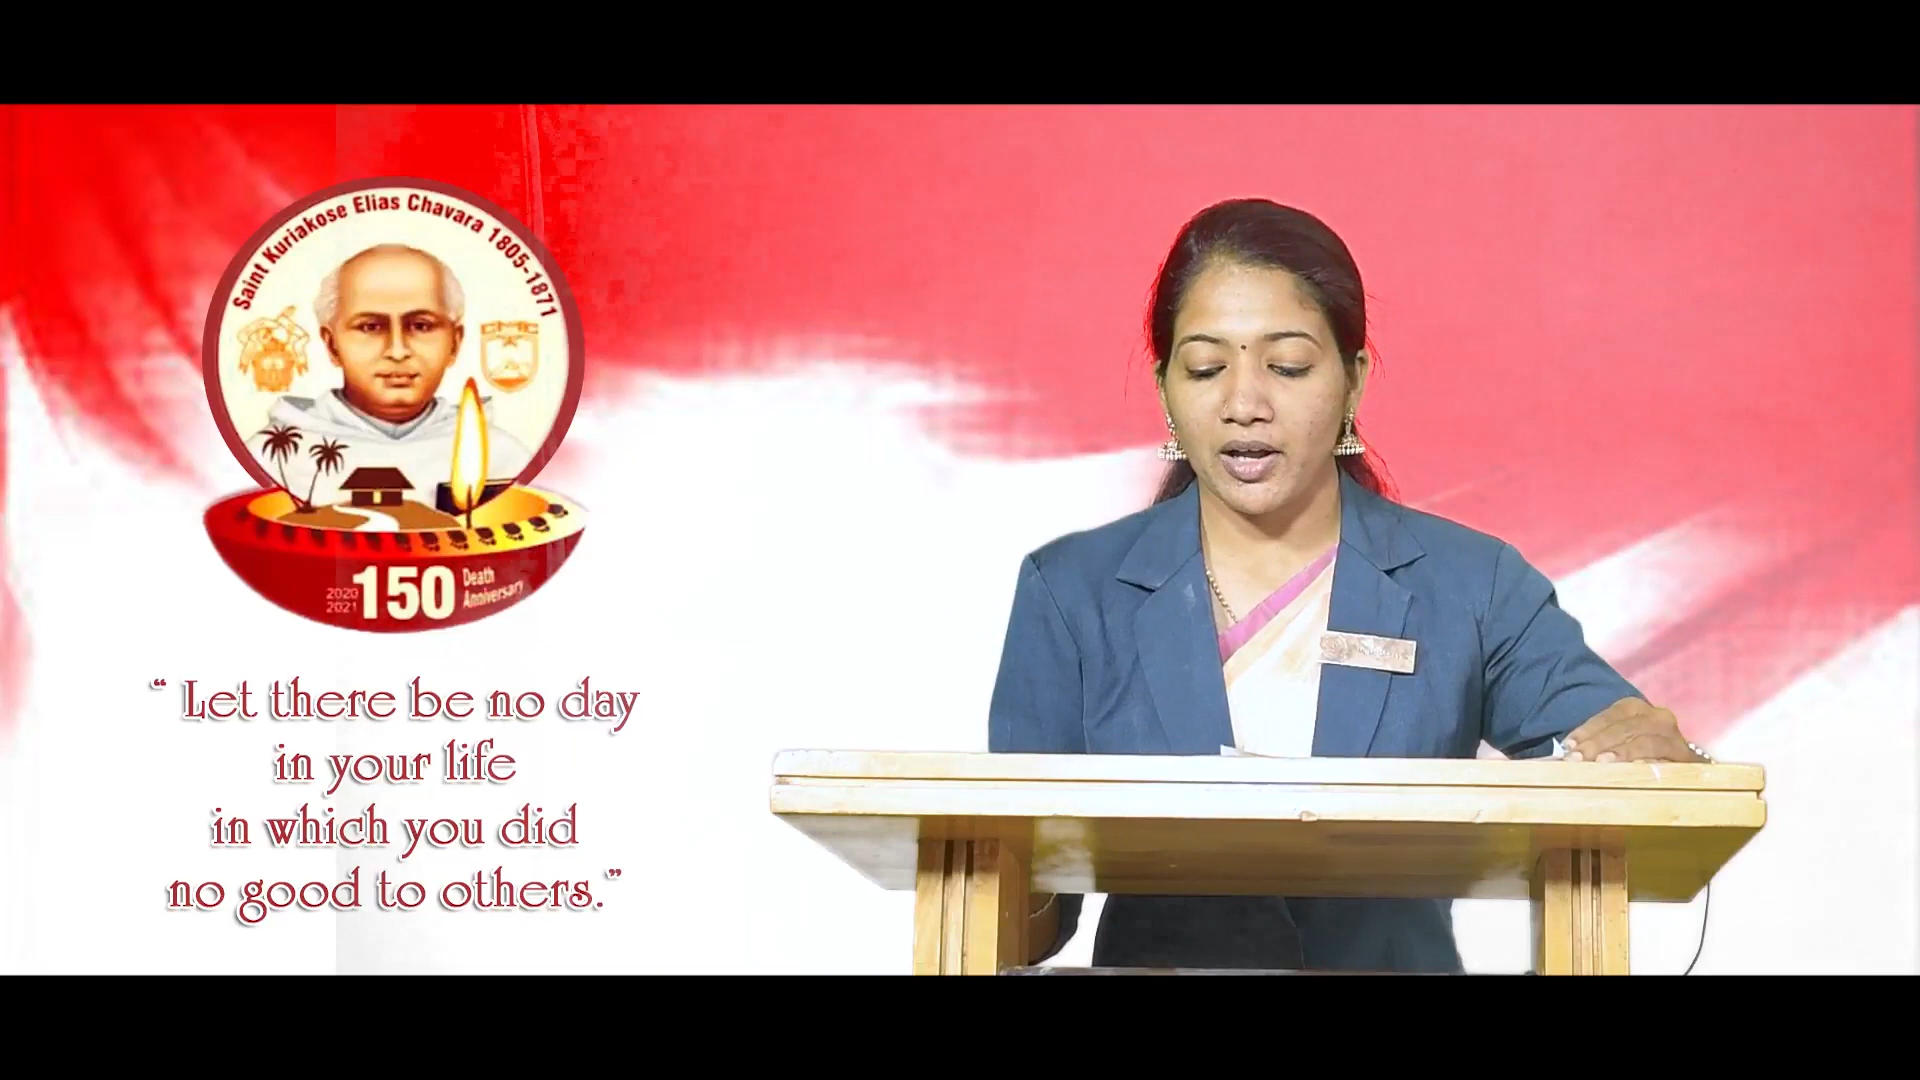 Saint Kuriakose Elias Chavara 1805-1871
CMC
2020
2021
150
Death
Anniversary
“ Let there be no day
in your life
in which you did
no good to others.”